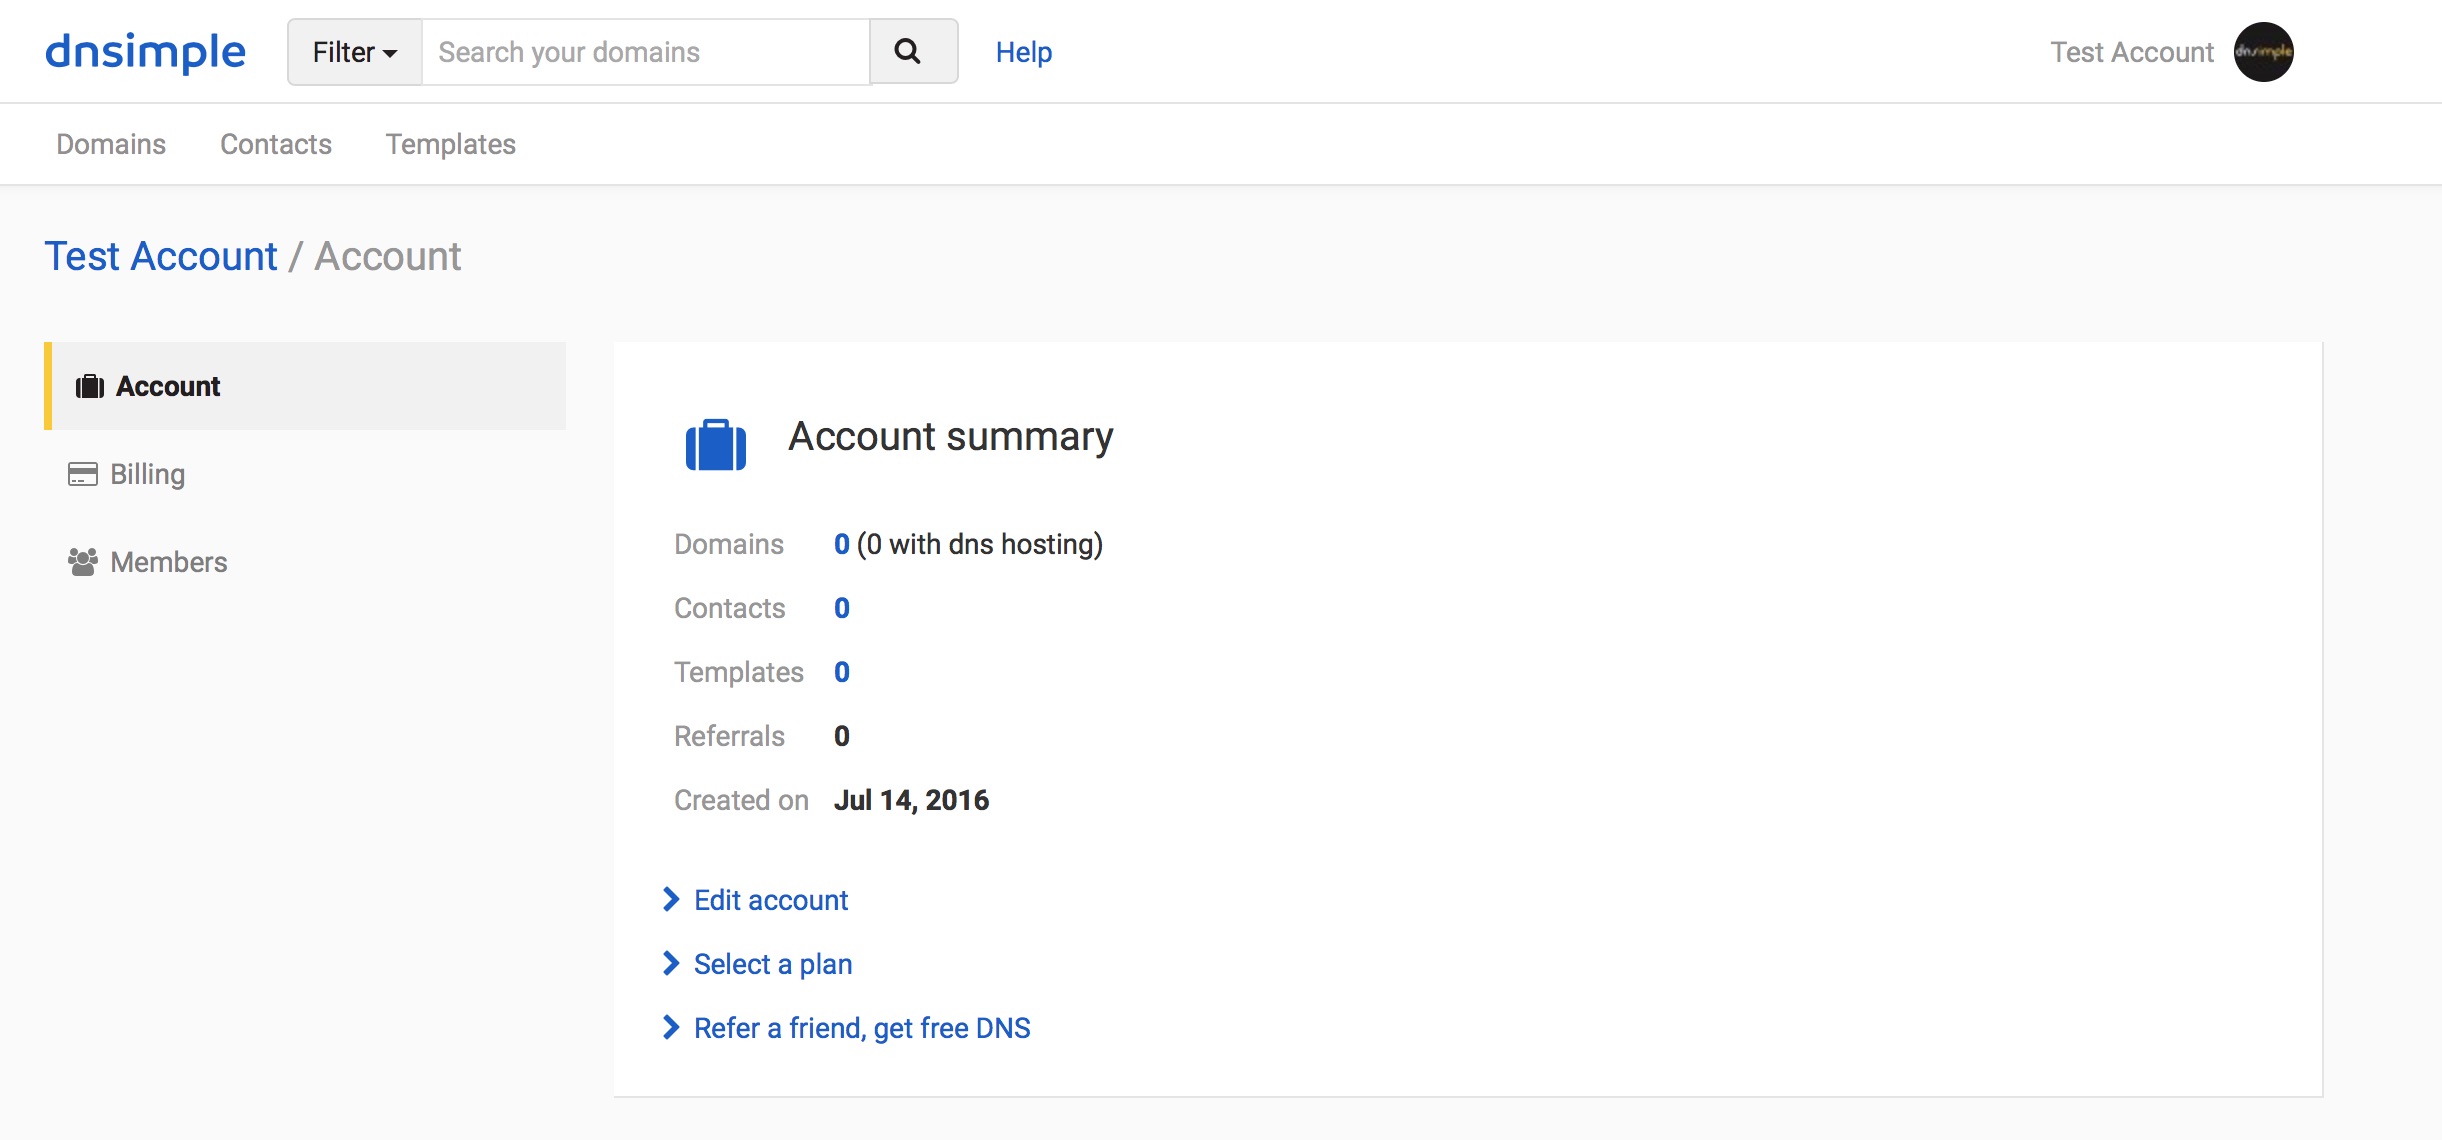 dnsimple Filter Search your domains Help Test Account dnsimple
Domains Contacts Templates
Test Account / Account
Account
Billing
Members
Account summary
Domains 0 (0 with dns hosting)
Contacts 0
Templates 0
Referrals 0
Created on Jul 14, 2016
Edit account
Select a plan
Refer a friend, get free DNS